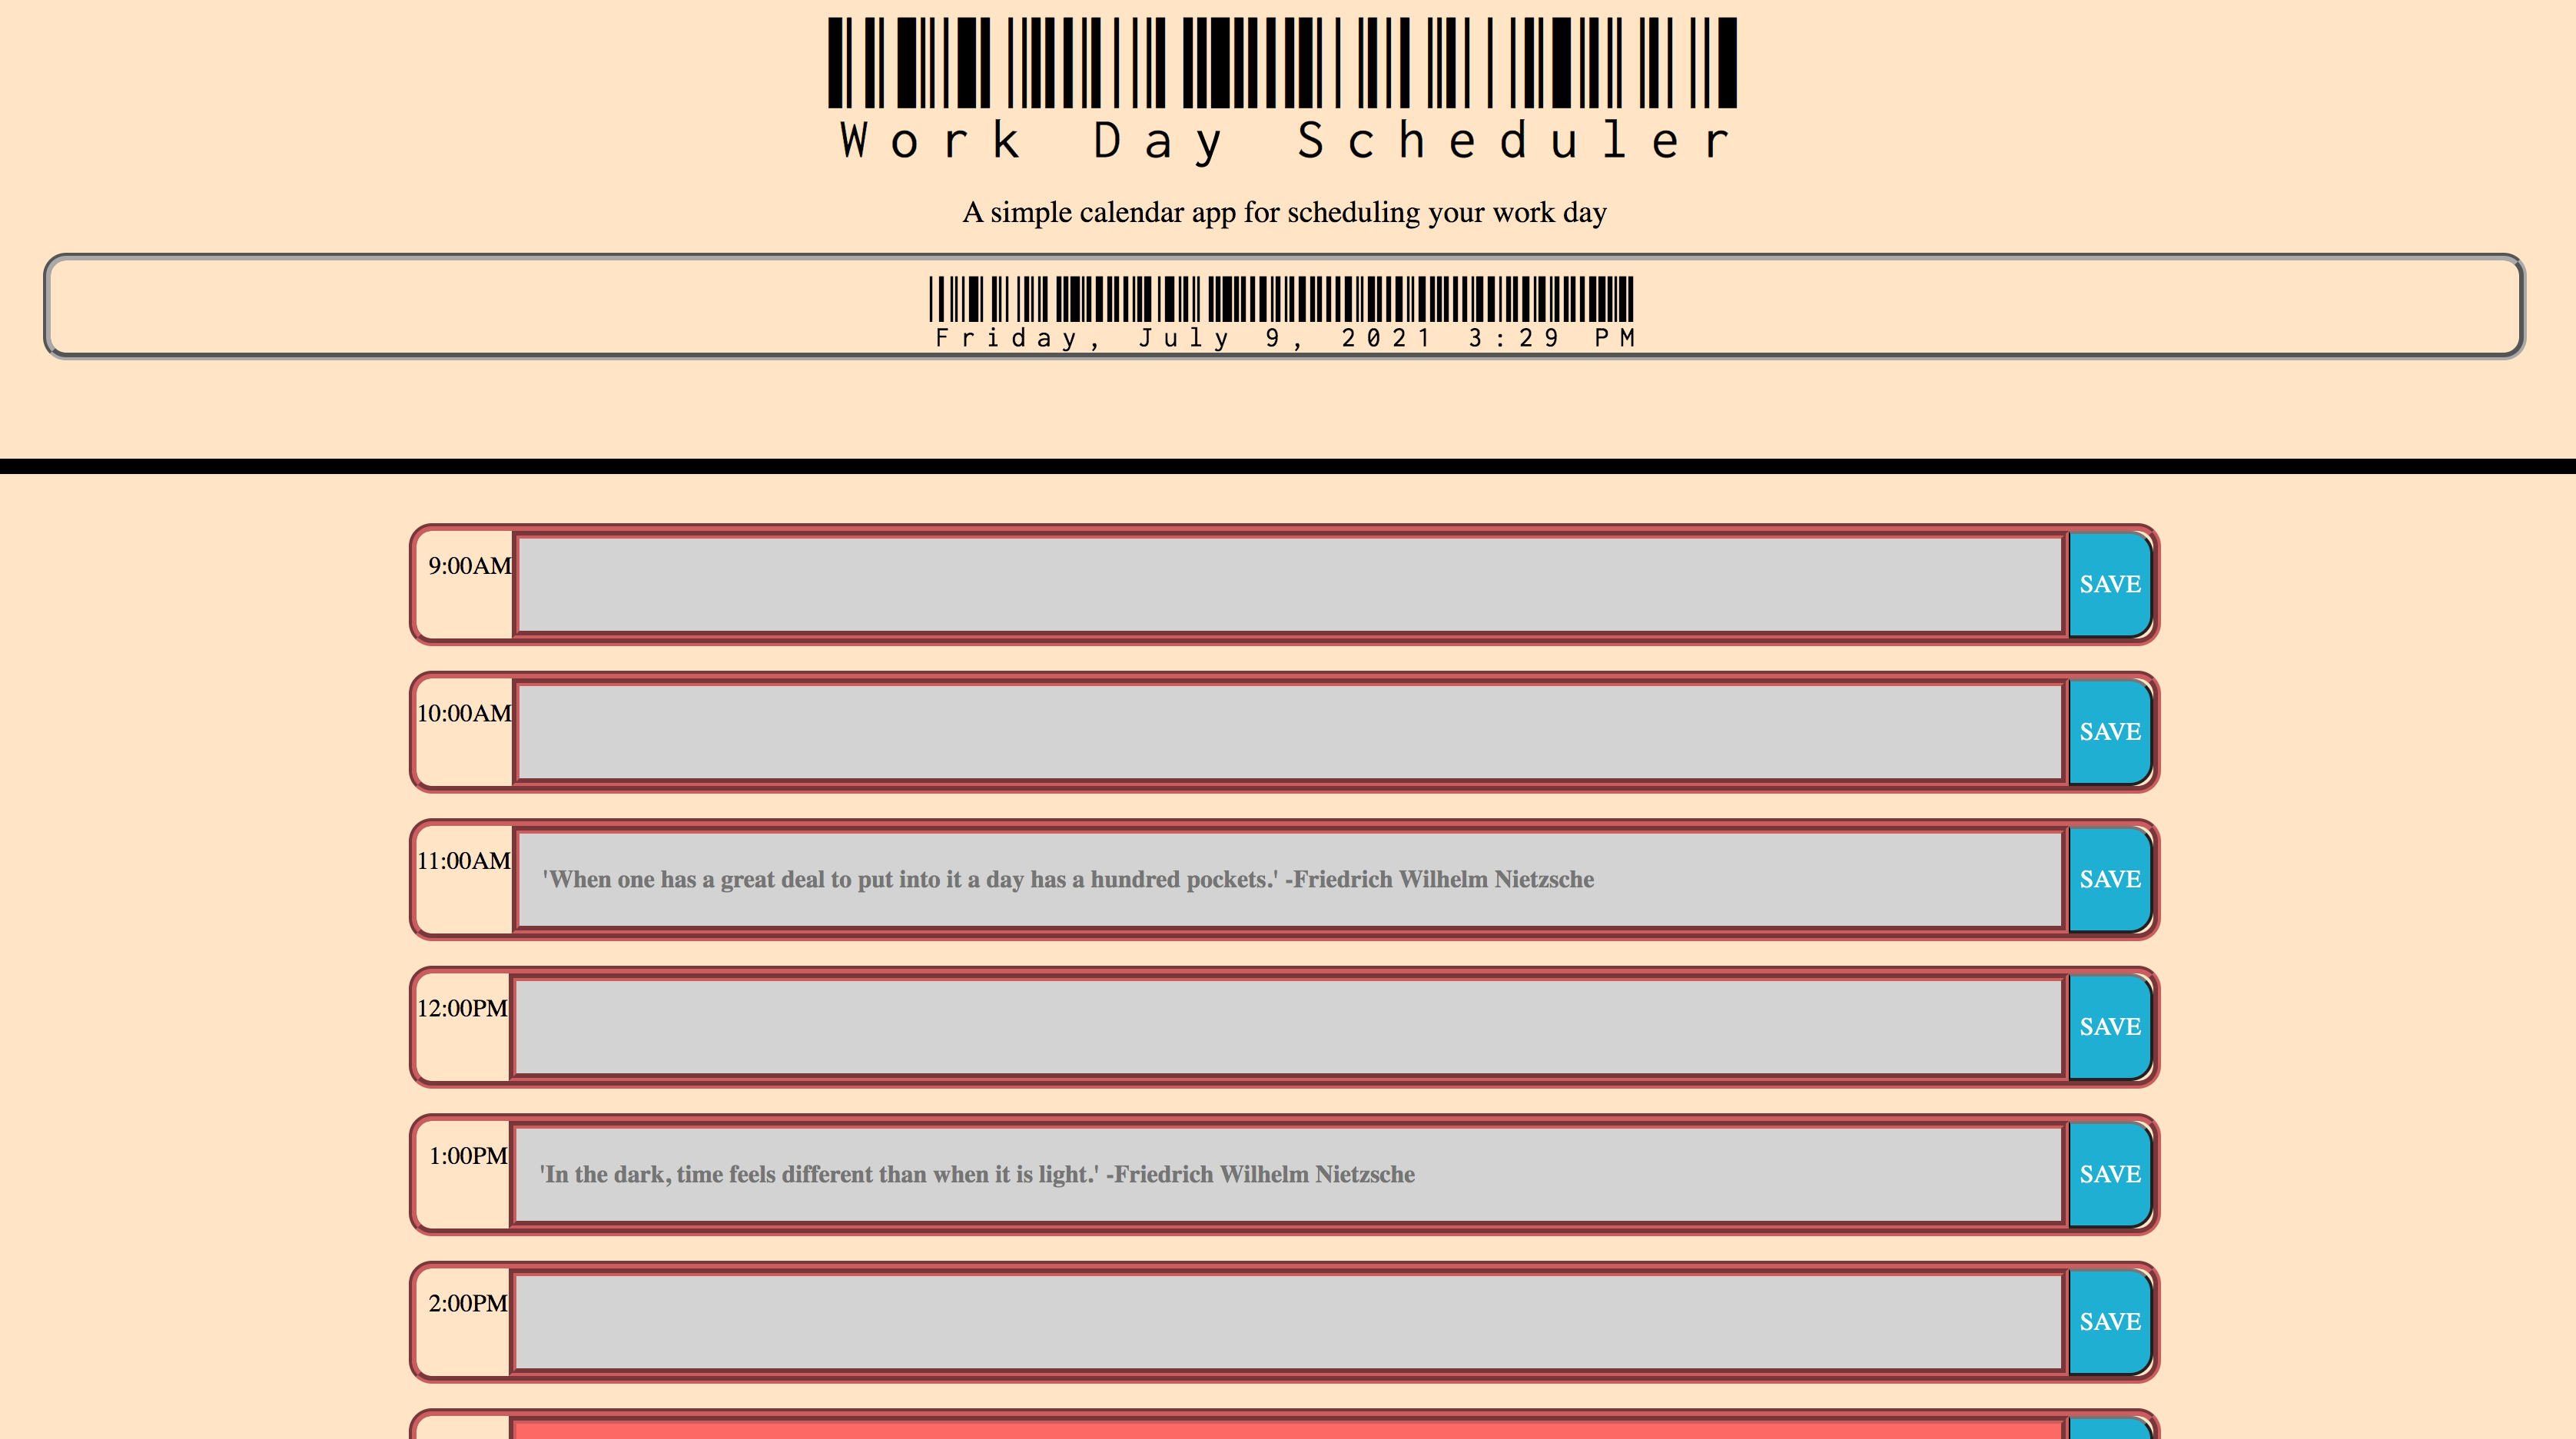 Work Day Scheduler
A simple calendar app for scheduling your work day
Friday, July 9, 2021 3:29 PM
9:00AM SAVE
10:00AM SAVE
11:00AM 'When one has a great deal to put into it a day has a hundred pockets.' -Friedrich Wilhelm Nietzsche SAVE
12:00PM SAVE
1:00PM 'In the dark, time feels different than when it is light.' -Friedrich Wilhelm Nietzsche SAVE
2:00PM SAVE